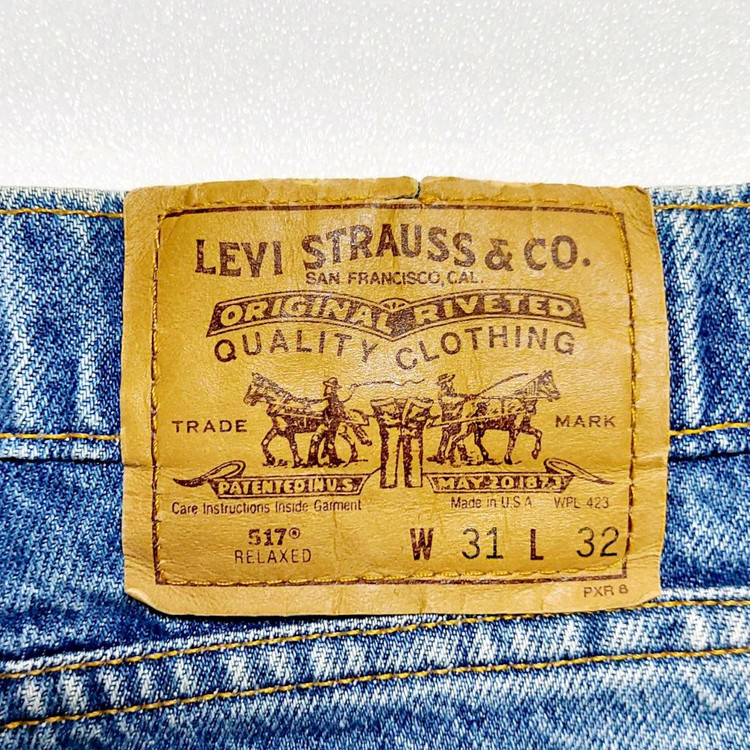 LEVI STRAUSS & CO.
SAN FRANCISCO, CAL.
ORIGINAL RIVETED
QUALITY CLOTHING
TRADE MARK
PATENTED IN U.S. MAY 20 1873
Care Instructions Inside Garment Made in U.S.A. WPL 423
517® W 31 L 32
RELAXED
PXR 6